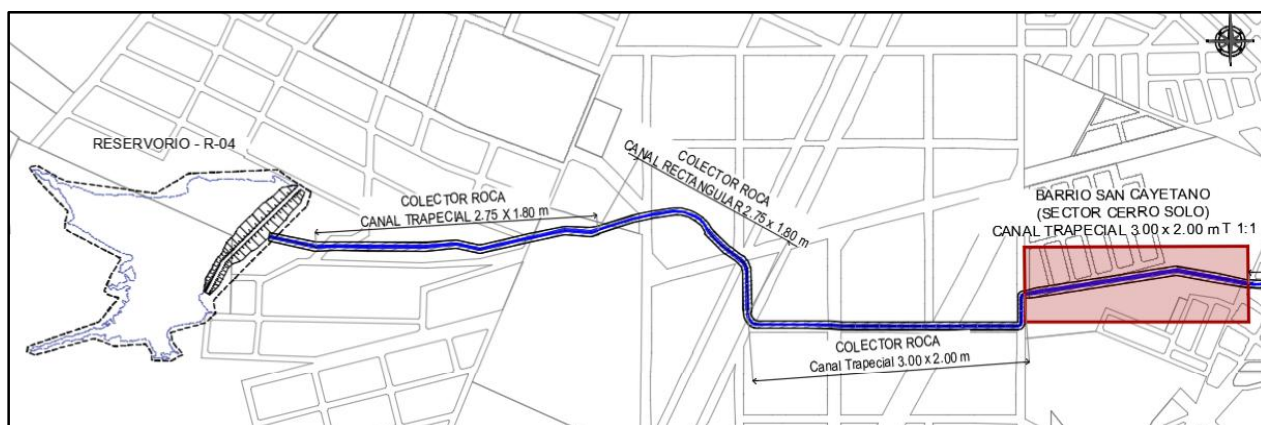 RESERVORIO - R-04
COLECTOR ROCA
CANAL TRAPECIAL 2.75 X 1.80 m
COLECTOR ROCA
CANAL RECTANGULAR 2.75 x 1.80 m
BARRIO SAN CAYETANO
(SECTOR CERRO SOLO)
CANAL TRAPECIAL 3.00 x 2.00 m T 1:1
COLECTOR ROCA
Canal Trapecial 3.00 x 2.00 m